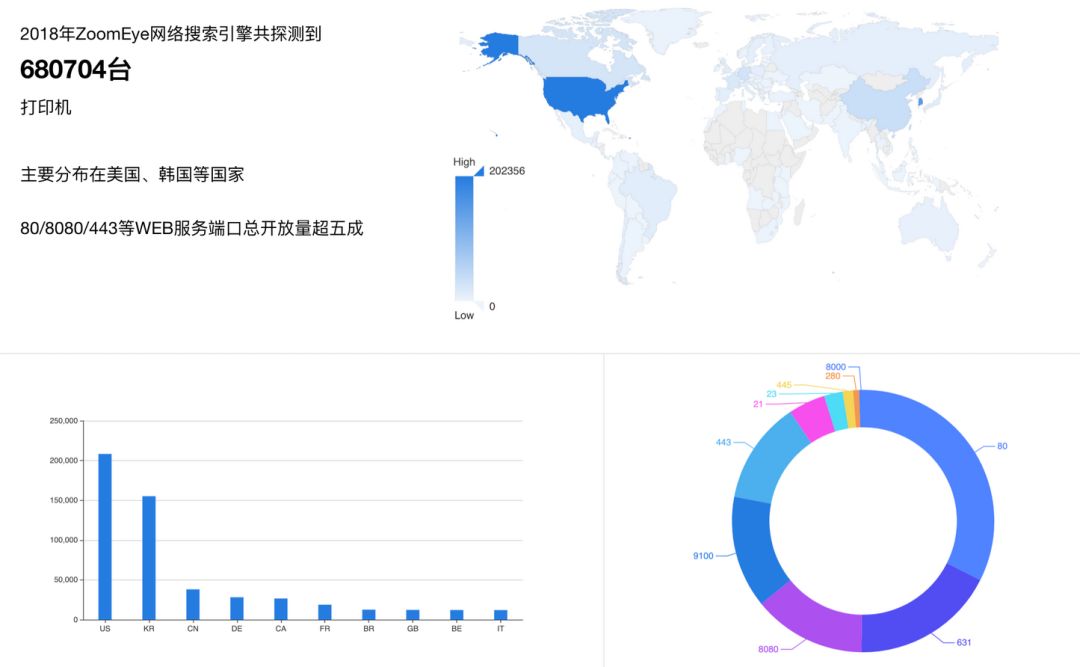 2018年ZoomEye网络搜索引擎共探测到
680704台
打印机
主要分布在美国、韩国等国家
80/8080/443等WEB服务端口总开放量超五成
High
202356
0
Low
250,000
200,000
150,000
100,000
50,000
0
US KR CN DE CA FR BR GB BE IT
8000
280
445
23
21
443
80
9100
631
8080